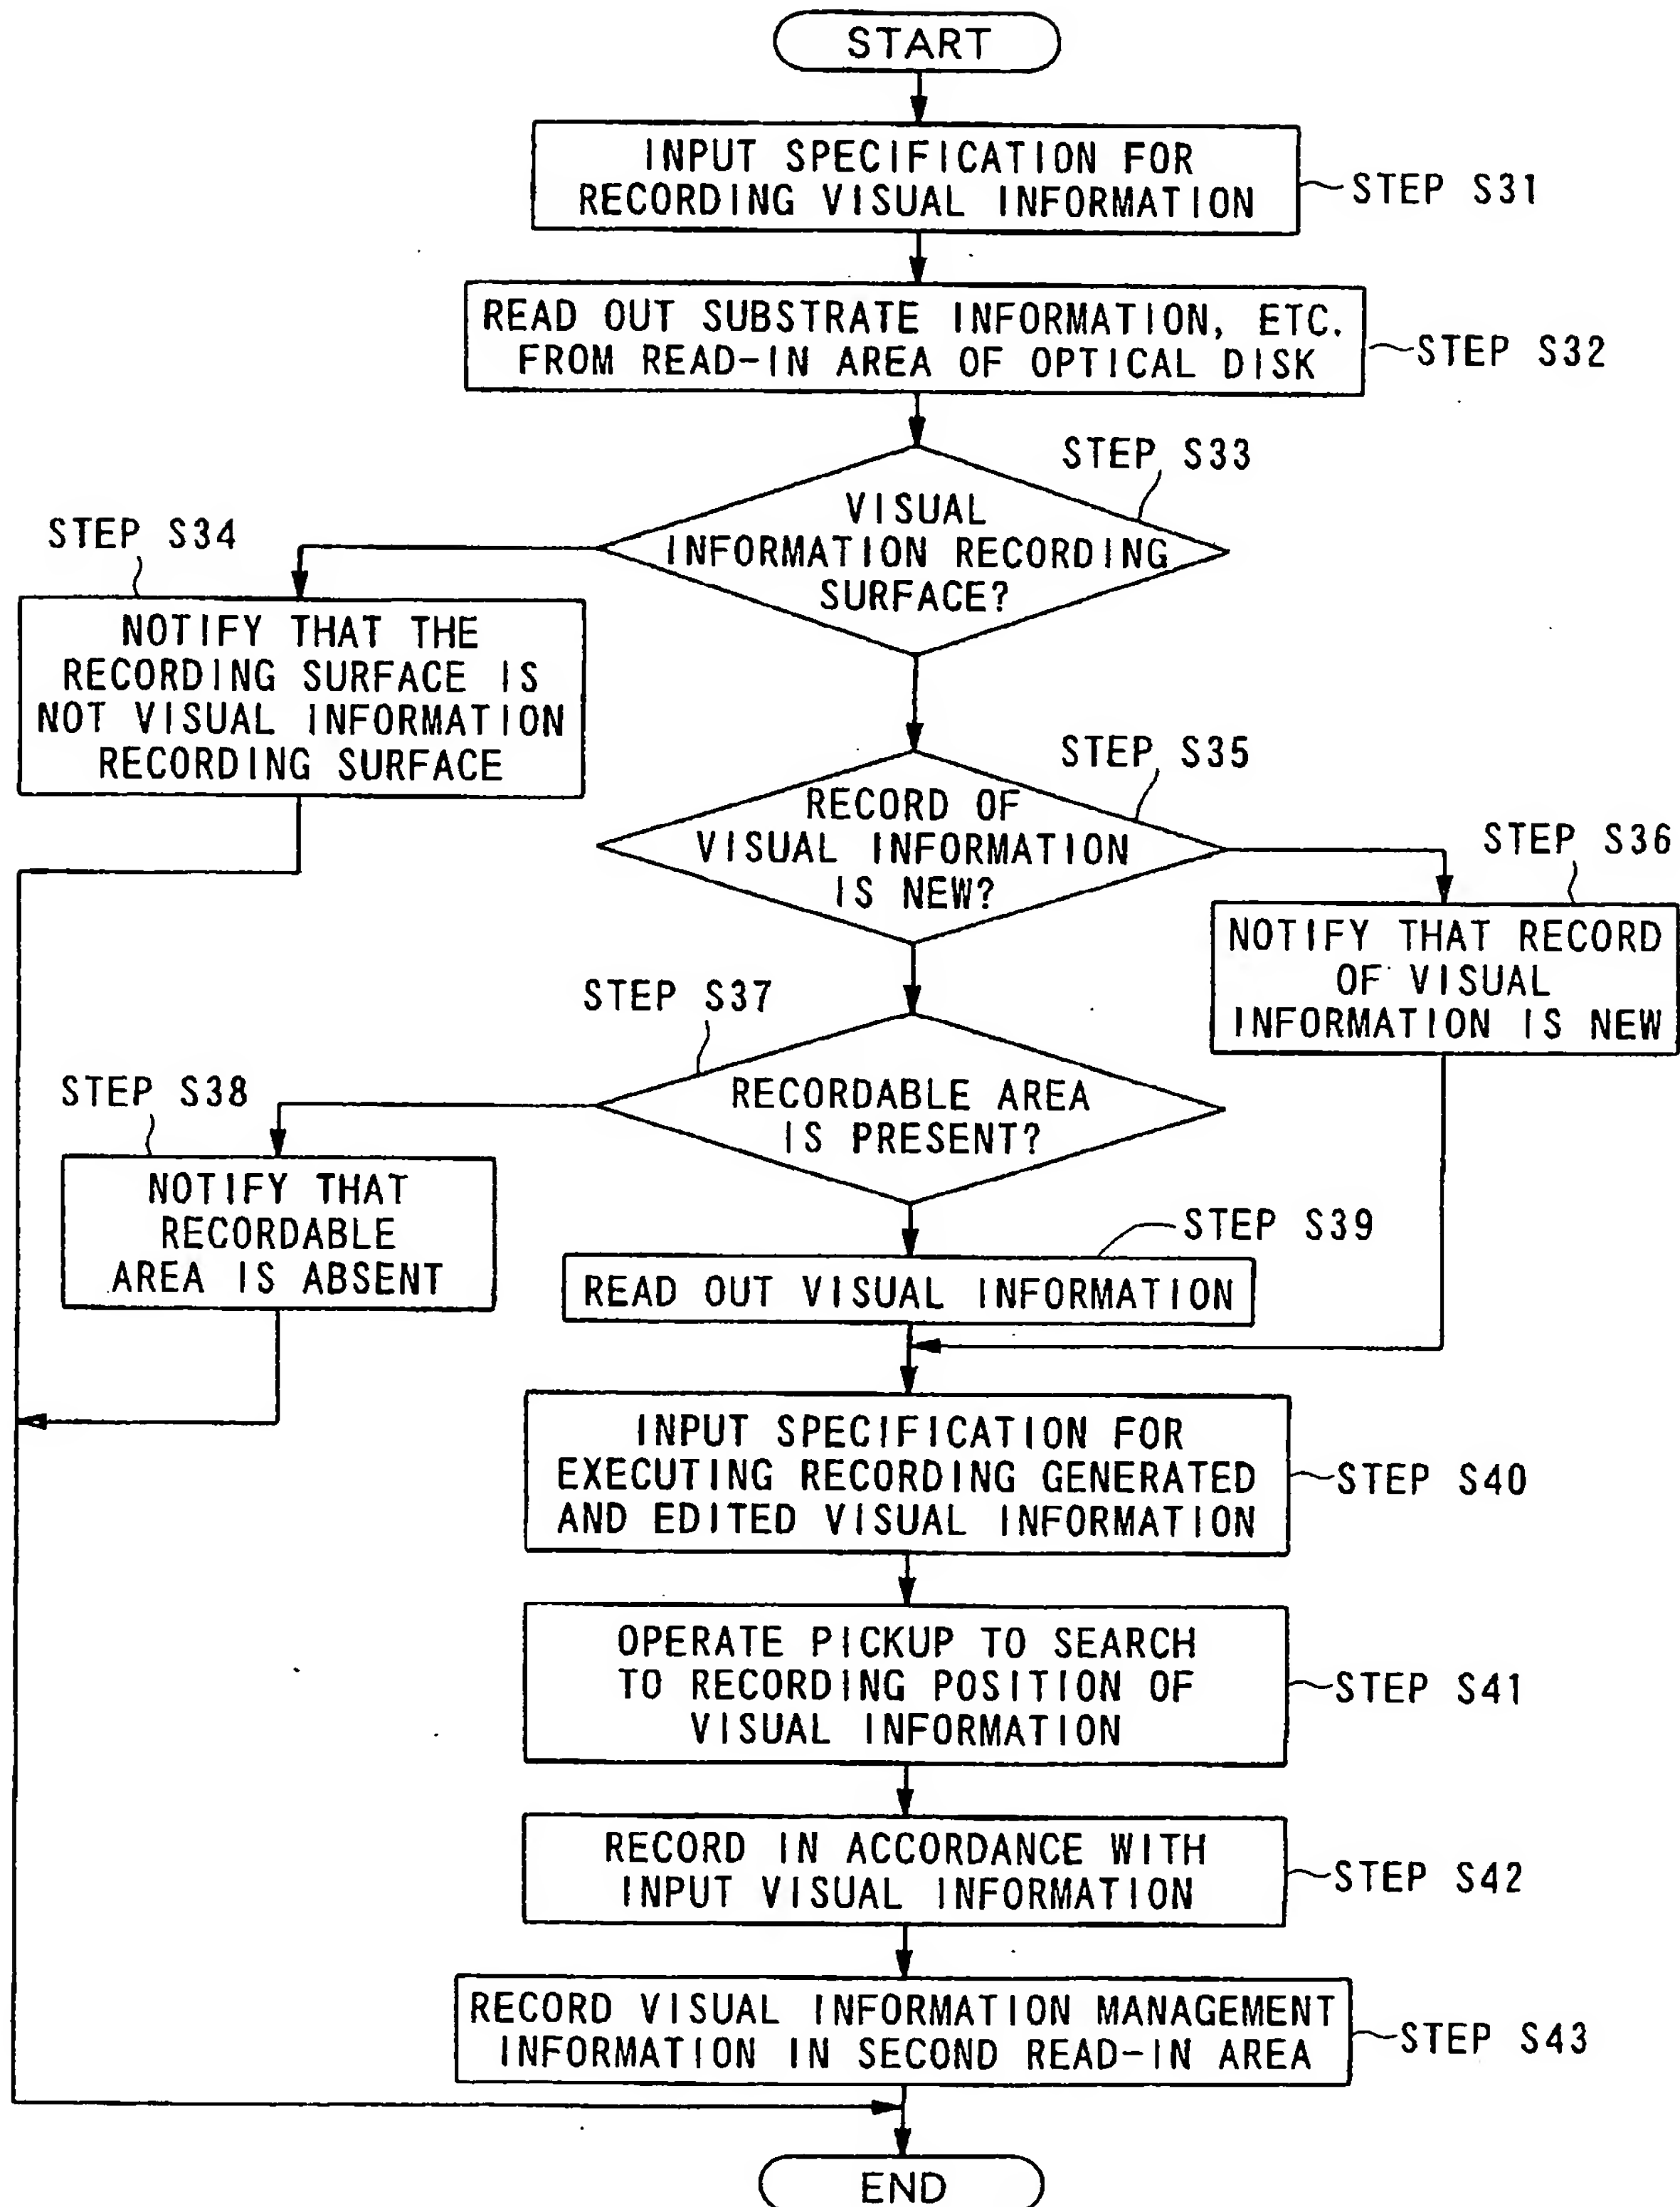 START
INPUT SPECIFICATION FOR
RECORDING VISUAL INFORMATION
STEP S31
READ OUT SUBSTRATE INFORMATION, ETC.
FROM READ-IN AREA OF OPTICAL DISK
STEP S32
STEP S33
VISUAL
INFORMATION RECORDING
SURFACE?
STEP S34
NOTIFY THAT THE
RECORDING SURFACE IS
NOT VISUAL INFORMATION
RECORDING SURFACE
STEP S35
RECORD OF
VISUAL INFORMATION
IS NEW?
STEP S36
NOTIFY THAT RECORD
OF VISUAL
INFORMATION IS NEW
STEP S37
RECORDABLE AREA
IS PRESENT?
STEP S38
NOTIFY THAT
RECORDABLE
AREA IS ABSENT
STEP S39
READ OUT VISUAL INFORMATION
INPUT SPECIFICATION FOR
EXECUTING RECORDING GENERATED
AND EDITED VISUAL INFORMATION
STEP S40
OPERATE PICKUP TO SEARCH
TO RECORDING POSITION OF
VISUAL INFORMATION
STEP S41
RECORD IN ACCORDANCE WITH
INPUT VISUAL INFORMATION
STEP S42
RECORD VISUAL INFORMATION MANAGEMENT
INFORMATION IN SECOND READ-IN AREA
STEP S43
END